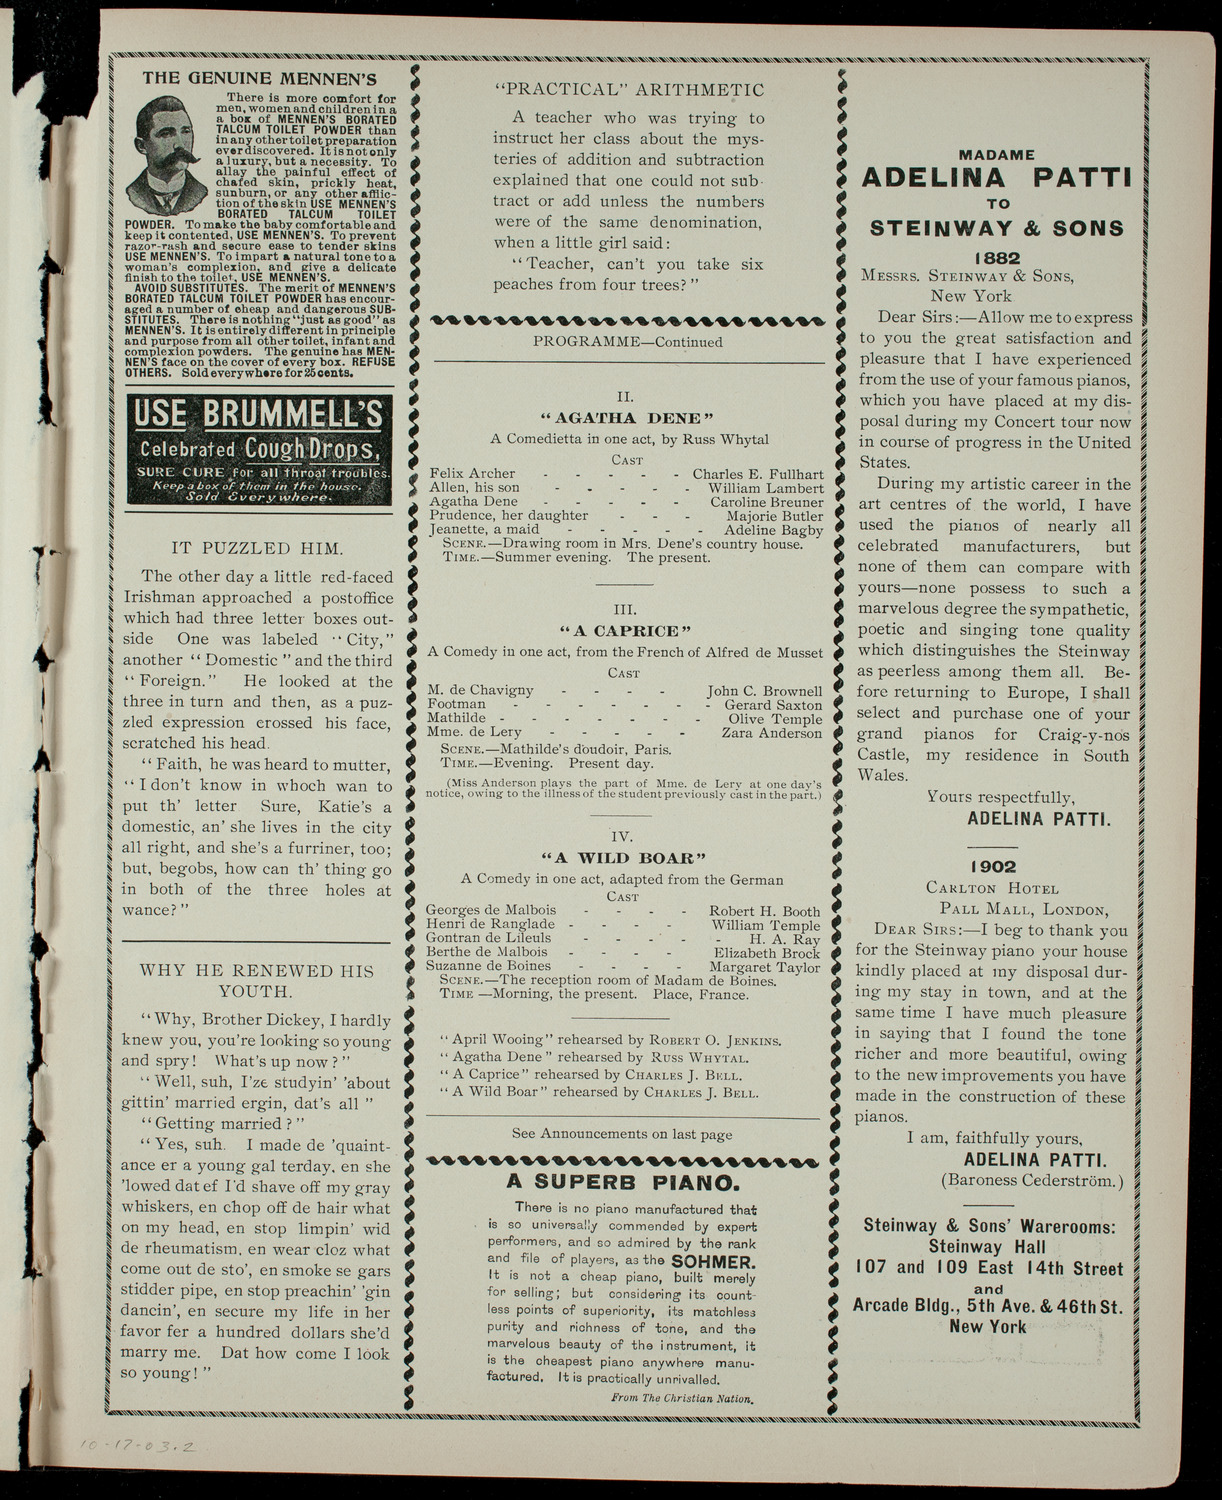 THE GENUINE MENNEN'S
There is more comfort for
men, women and children in a
a box of MENNEN'S BORATED
TALCUM TOILET POWDER than
in any other toilet preparation
ever discovered. It is not only
a luxury, but a necessity. To
allay the painful effect of
chafed skin, prickly heat,
sunburn, or any other afflic-
tion of the skin USE MENNEN'S
BORATED TALCUM TOILET
POWDER. To make the baby comfortable and
keep it contented, USE MENNEN'S. To prevent
razor-rash and secure ease to tender skins
USE MENNEN'S. To impart a natural tone to a
woman's complexion, and give a delicate
finish to the toilet, USE MENNEN'S.
AVOID SUBSTITUTES. The merit of MENNEN'S
BORATED TALCUM TOILET POWDER has encour-
aged a number of cheap and dangerous SUB-
STITUTES. There is nothing "just as good" as
MENNEN'S. It is entirely different in principle
and purpose from all other toilet, infant and
complexion powders. The genuine has MEN-
NEN'S face on the cover of every box. REFUSE
OTHERS. Sold everywhere for 25 cents.
USE BRUMMELL'S
Celebrated Cough Drops,
SURE CURE for all throat troubles.
Keep a box of them in the house.
Sold Everywhere.
IT PUZZLED HIM.
The other day a little red-faced
Irishman approached a postoffice
which had three letter boxes out-
side One was labeled "City,"
another "Domestic" and the third
"Foreign." He looked at the
three in turn and then, as a puz-
zled expression crossed his face,
scratched his head.
"Faith, he was heard to mutter,
"I don't know in whoch wan to
put th' letter Sure, Katie's a
domestic, an' she lives in the city
all right, and she's a furriner, too;
but, begobs, how can th' thing go
in both of the three holes at
wance?"
WHY HE RENEWED HIS
YOUTH.
"Why, Brother Dickey, I hardly
knew you, you're looking so young
and spry! What's up now?"
"Well, suh, I'ze studyin' 'about
gittin' married ergin, dat's all"
"Getting married?"
"Yes, suh. I made de 'quaint-
ance er a young gal terday, en she
'lowed dat ef I'd shave off my gray
whiskers, en chop off de hair what
on my head, en stop limpin' wid
de rheumatism, en wear cloz what
come out de sto', en smoke se gars
stidder pipe, en stop preachin' 'gin
dancin', en secure my life in her
favor fer a hundred dollars she'd
marry me. Dat how come I look
so young!"
"PRACTICAL" ARITHMETIC
A teacher who was trying to
instruct her class about the mys-
teries of addition and subtraction
explained that one could not sub-
tract or add unless the numbers
were of the same denomination,
when a little girl said:
"Teacher, can't you take six
peaches from four trees?"
PROGRAMME—Continued
II.
"AGATHA DENE"
A Comedietta in one act, by Russ Whytal
CAST
Felix Archer - - - - - Charles E. Fullhart
Allen, his son - - - - - William Lambert
Agatha Dene - - - - Caroline Breuner
Prudence, her daughter - - - Majorie Butler
Jeanette, a maid - - - - - Adeline Bagby
SCENE.—Drawing room in Mrs. Dene's country house.
TIME.—Summer evening. The present.
III.
"A CAPRICE"
A Comedy in one act, from the French of Alfred de Musset
CAST
M. de Chavigny - - - - John C. Brownell
Footman - - - - - - - Gerard Saxton
Mathilde - - - - - - - Olive Temple
Mme. de Lery - - - - - Zara Anderson
SCENE.—Mathilde's doudoir, Paris.
TIME.—Evening. Present day.
(Miss Anderson plays the part of Mme. de Lery at one day's
notice, owing to the illness of the student previously cast in the part.)
IV.
"A WILD BOAR"
A Comedy in one act, adapted from the German
CAST
Georges de Malbois - - - - Robert H. Booth
Henri de Ranglade - - - - William Temple
Gontran de Lileuls - - - - - H. A. Ray
Berthe de Malbois - - - - Elizabeth Brock
Suzanne de Boines - - - - Margaret Taylor
SCENE.—The reception room of Madam de Boines.
TIME —Morning, the present. Place, France.
"April Wooing" rehearsed by ROBERT O. JENKINS.
"Agatha Dene" rehearsed by RUSS WHYTAL.
"A Caprice" rehearsed by CHARLES J. BELL.
"A Wild Boar" rehearsed by CHARLES J. BELL.
See Announcements on last page
A SUPERB PIANO.
There is no piano manufactured that
is so universally commended by expert
performers, and so admired by the rank
and file of players, as the SOHMER.
It is not a cheap piano, built merely
for selling; but considering its count-
less points of superiority, its matchless
purity and richness of tone, and the
marvelous beauty of the instrument, it
is the cheapest piano anywhere manu-
factured. It is practically unrivalled.
From The Christian Nation.
MADAME
ADELINA PATTI
TO
STEINWAY & SONS
1882
MESSRS. STEINWAY & SONS,
New York
Dear Sirs:—Allow me to express
to you the great satisfaction and
pleasure that I have experienced
from the use of your famous pianos,
which you have placed at my dis-
posal during my Concert tour now
in course of progress in the United
States.
During my artistic career in the
art centres of the world, I have
used the pianos of nearly all
celebrated manufacturers, but
none of them can compare with
yours—none possess to such a
marvelous degree the sympathetic,
poetic and singing tone quality
which distinguishes the Steinway
as peerless among them all. Be-
fore returning to Europe, I shall
select and purchase one of your
grand pianos for Craig-y-nos
Castle, my residence in South
Wales.
Yours respectfully,
ADELINA PATTI.
1902
CARLTON HOTEL
PALL MALL, LONDON,
DEAR SIRS:—I beg to thank you
for the Steinway piano your house
kindly placed at my disposal dur-
ing my stay in town, and at the
same time I have much pleasure
in saying that I found the tone
richer and more beautiful, owing
to the new improvements you have
made in the construction of these
pianos.
I am, faithfully yours,
ADELINA PATTI.
(Baroness Cederström.)
Steinway & Sons' Warerooms:
Steinway Hall
107 and 109 East 14th Street
and
Arcade Bldg., 5th Ave. & 46th St.
New York
10-17-03.2